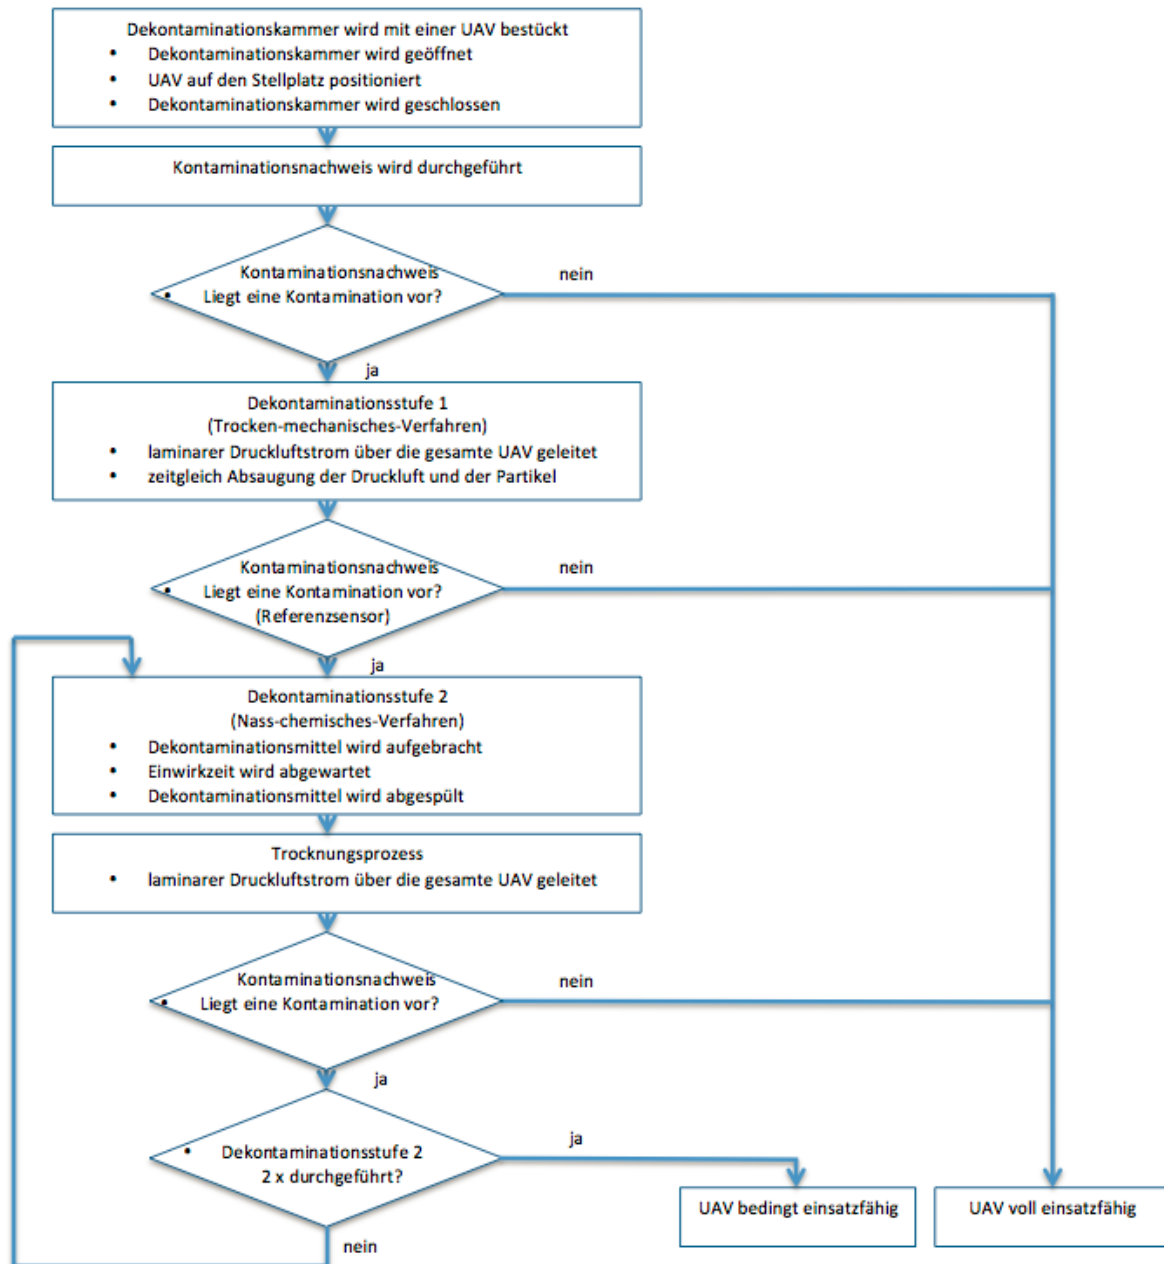 Dekontaminationskammer wird mit einer UAV bestückt
• Dekontaminationskammer wird geöffnet
• UAV auf den Stellplatz positioniert
• Dekontaminationskammer wird geschlossen
Kontaminationsnachweis wird durchgeführt
Kontaminationsnachweis
• Liegt eine Kontamination vor?
nein
ja
Dekontaminationsstufe 1
(Trocken-mechanisches-Verfahren)
• laminarer Druckluftstrom über die gesamte UAV geleitet
• zeitgleich Absaugung der Druckluft und der Partikel
Kontaminationsnachweis
• Liegt eine Kontamination vor?
(Referenzsensor)
nein
ja
Dekontaminationsstufe 2
(Nass-chemisches-Verfahren)
• Dekontaminationsmittel wird aufgebracht
• Einwirkzeit wird abgewartet
• Dekontaminationsmittel wird abgespült
Trocknungsprozess
• laminarer Druckluftstrom über die gesamte UAV geleitet
Kontaminationsnachweis
• Liegt eine Kontamination vor?
nein
ja
• Dekontaminationsstufe 2
2 x durchgeführt?
ja
nein
UAV bedingt einsatzfähig
UAV voll einsatzfähig